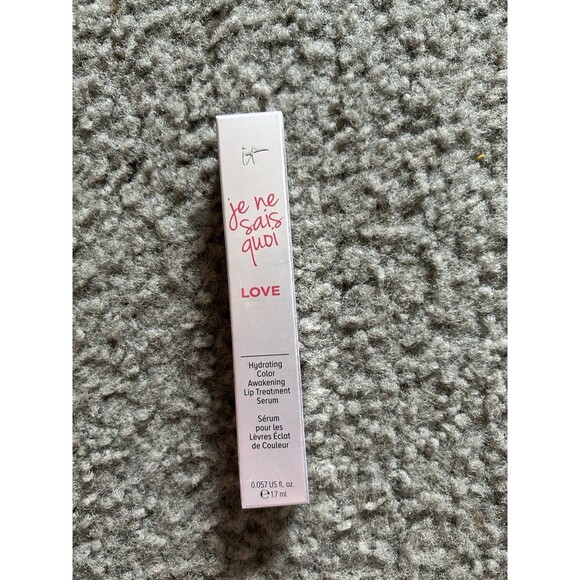 it
je ne
sais
quoi
LOVE
Hydrating
Color
Awakening
Lip Treatment
Serum
Sérum
pour les
Lèvres Éclat
de Couleur
0.057 US fl. oz.
℮ 1.7 ml